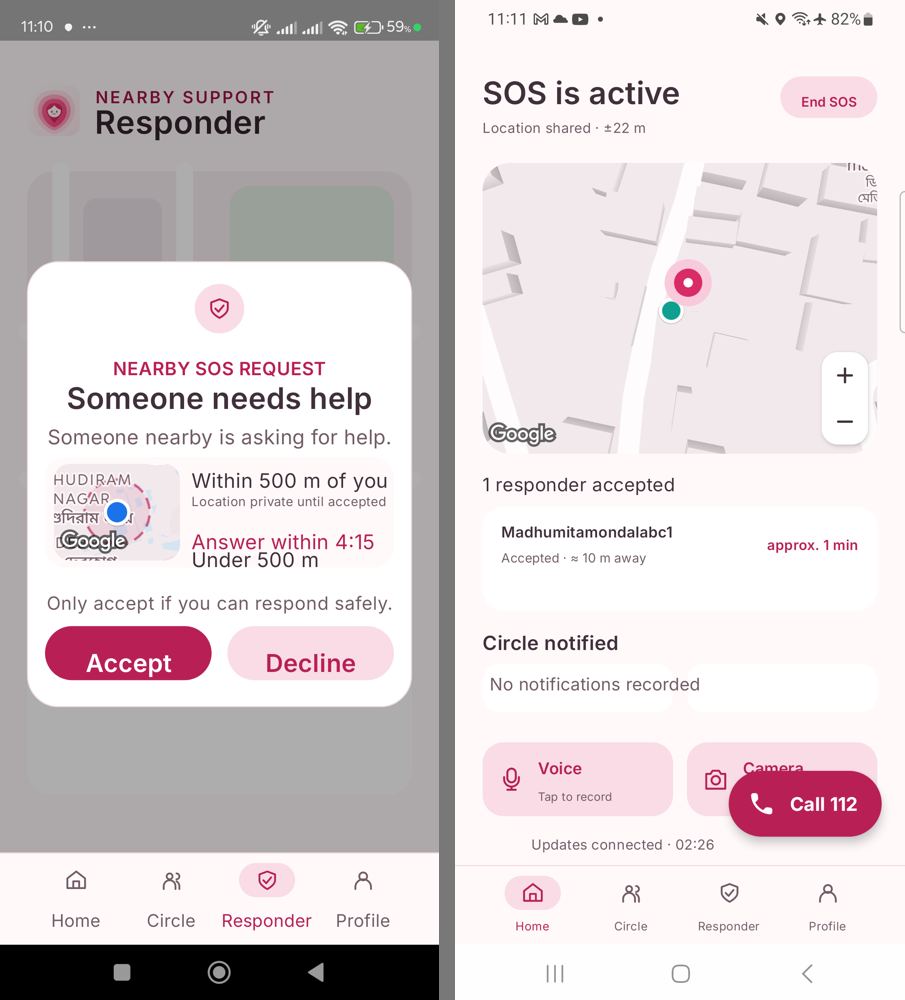 11:10
59%
NEARBY SUPPORT
Responder
NEARBY SOS REQUEST
Someone needs help
Someone nearby is asking for help.
HUDIRAM
NAGAR
Google
Within 500 m of you
Location private until accepted
Answer within 4:15
Under 500 m
Only accept if you can respond safely.
Accept
Decline
Home
Circle
Responder
Profile
11:11
82%
SOS is active
End SOS
Location shared · ±22 m
Google
1 responder accepted
Madhumitamondalabc1
Accepted · ≈ 10 m away
approx. 1 min
Circle notified
No notifications recorded
Voice
Tap to record
Camera
Call 112
Updates connected · 02:26
Home
Circle
Responder
Profile